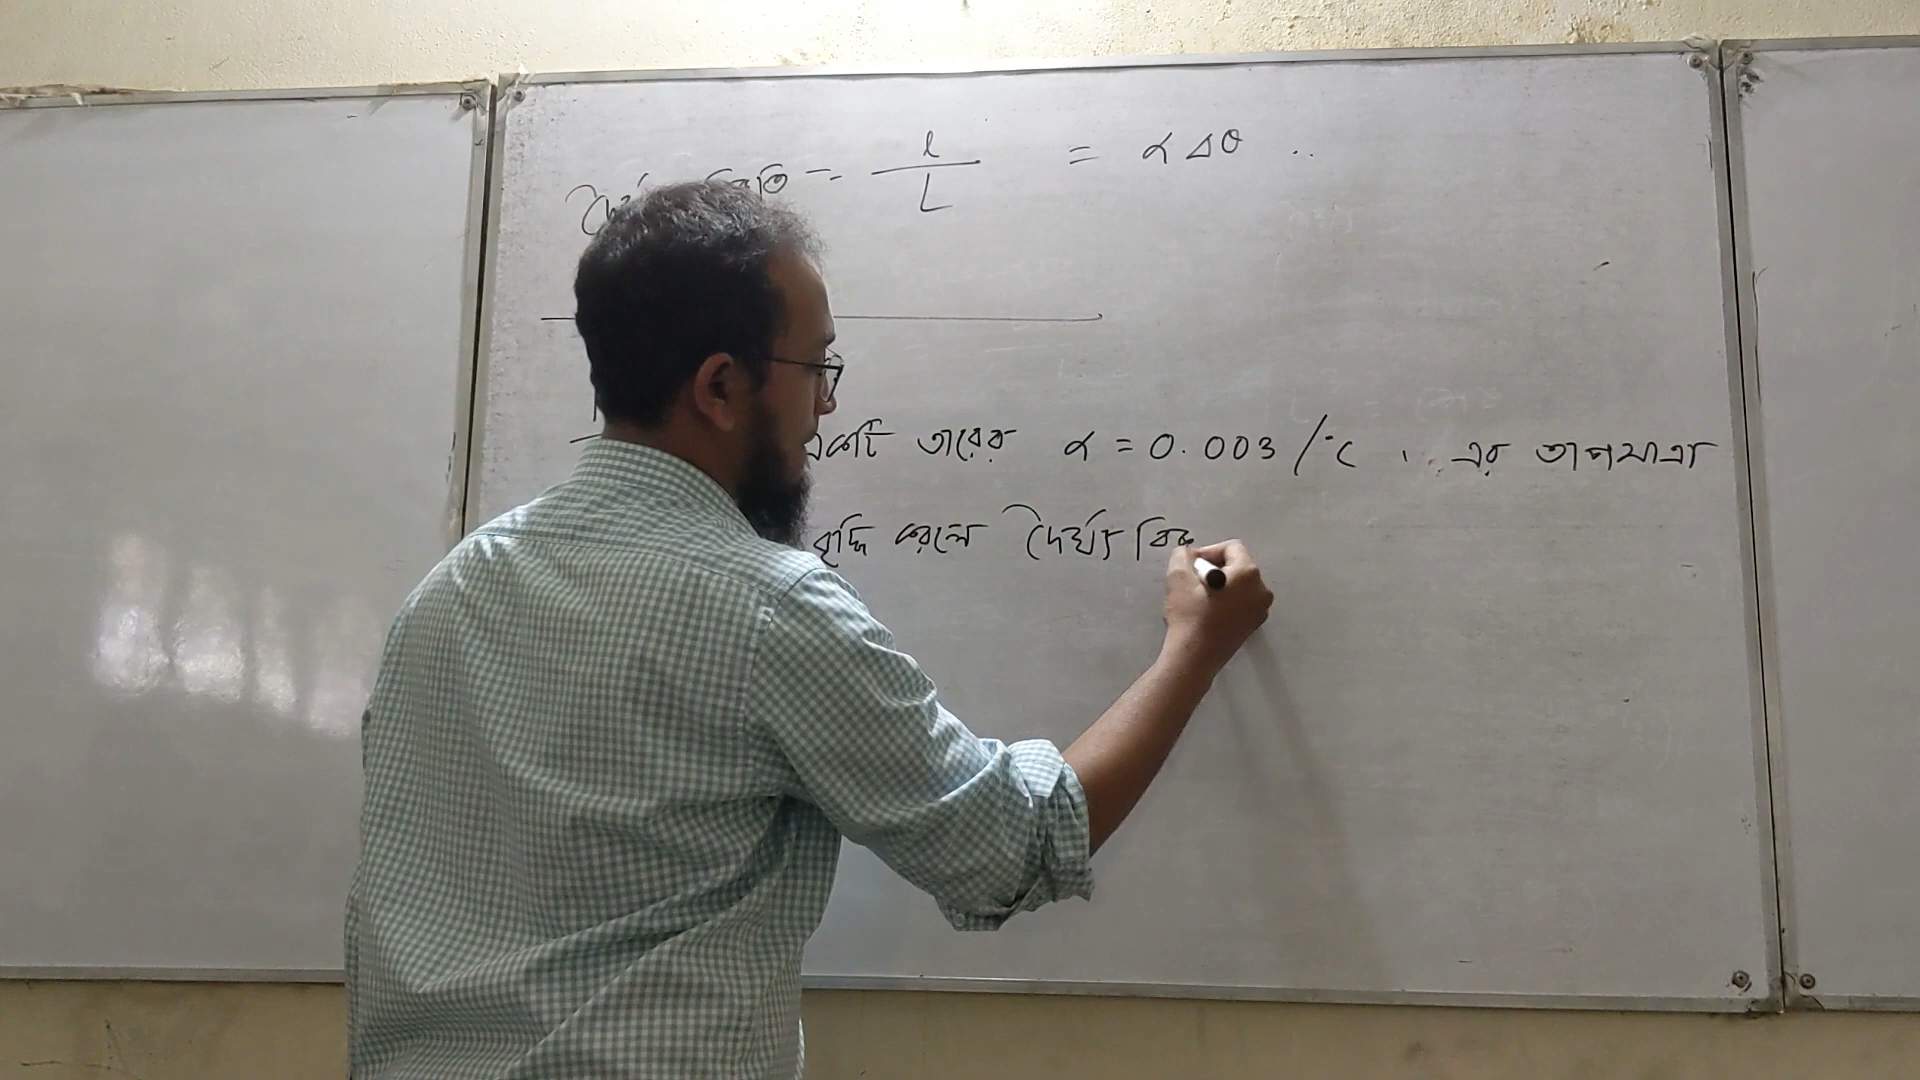 = l/L = α Δθ ..
একটি তারের α = 0.003 /°C . এর তাপমাত্রা
বৃদ্ধি করলে দৈর্ঘ্য